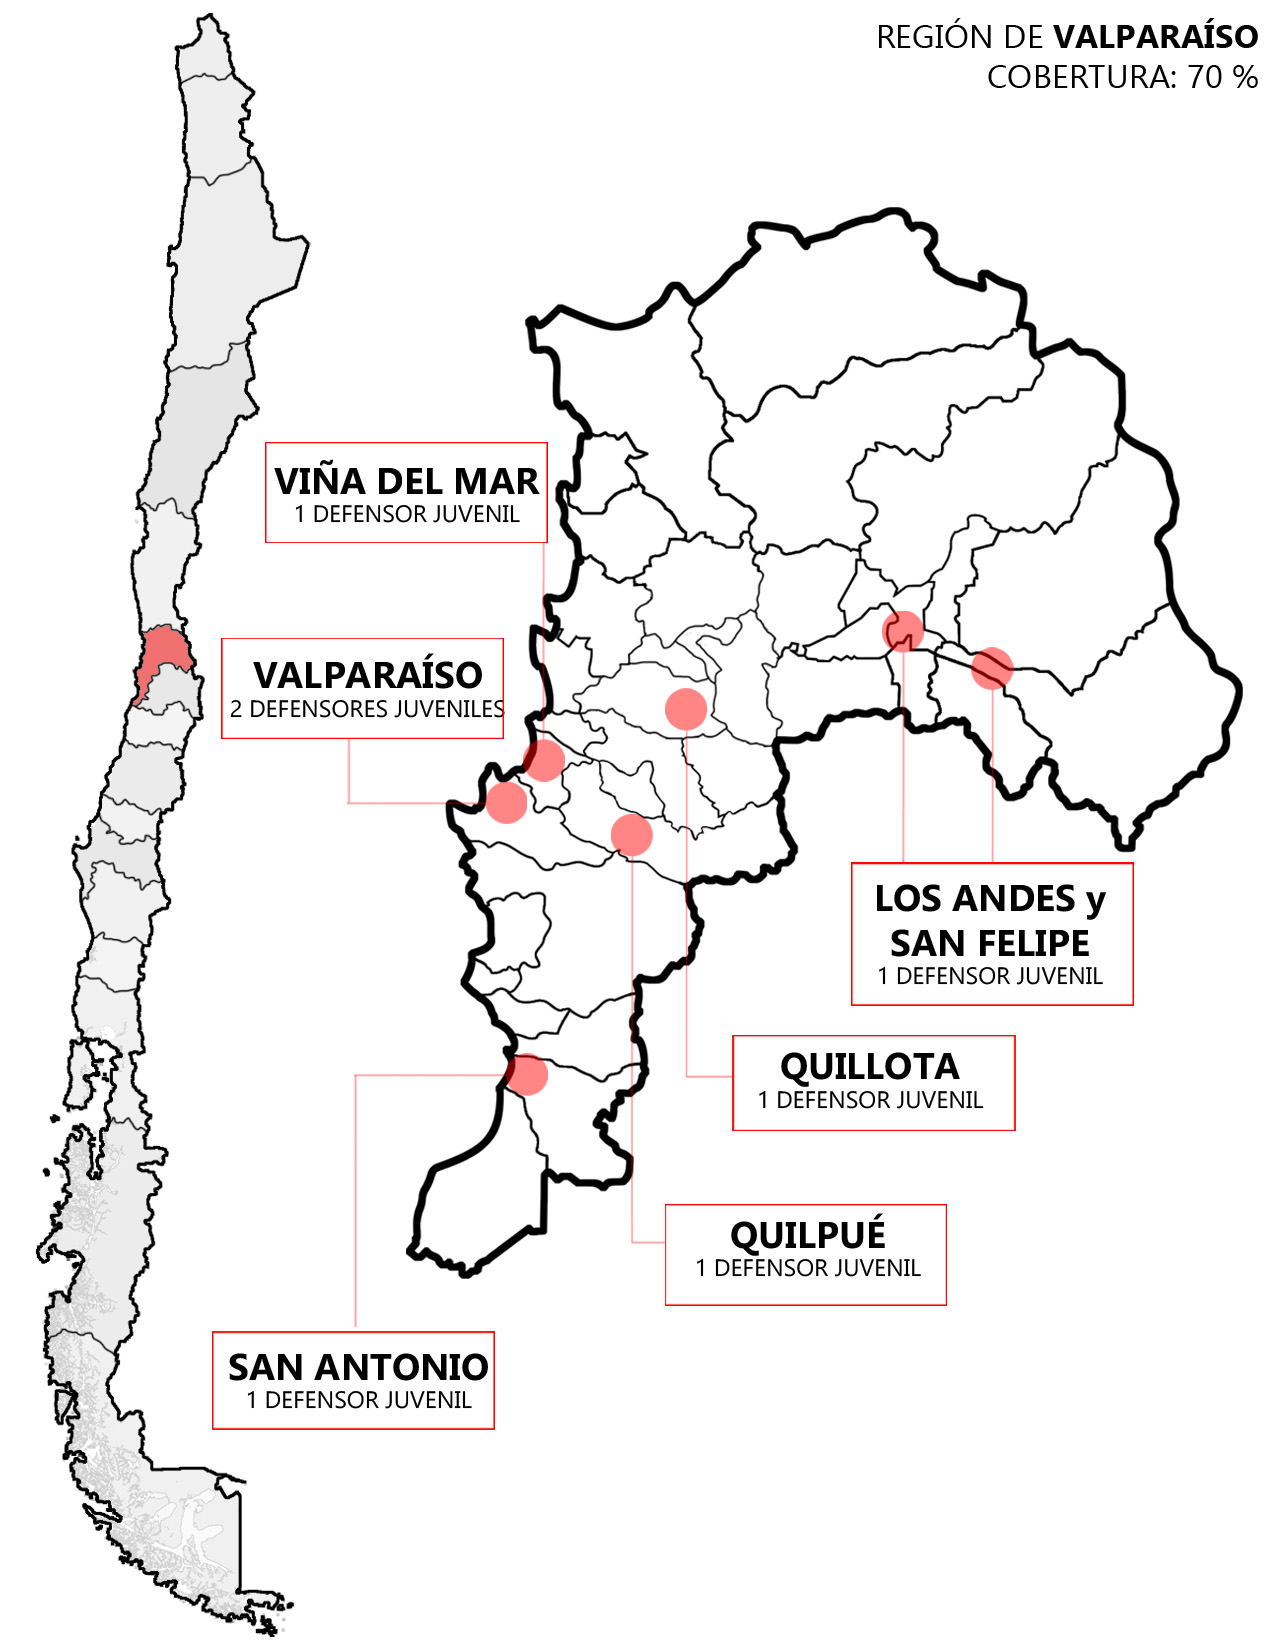 REGIÓN DE VALPARAÍSO
COBERTURA: 70 %
VIÑA DEL MAR
1 DEFENSOR JUVENIL
VALPARAÍSO
2 DEFENSORES JUVENILES
LOS ANDES y
SAN FELIPE
1 DEFENSOR JUVENIL
QUILLOTA
1 DEFENSOR JUVENIL
QUILPUÉ
1 DEFENSOR JUVENIL
SAN ANTONIO
1 DEFENSOR JUVENIL